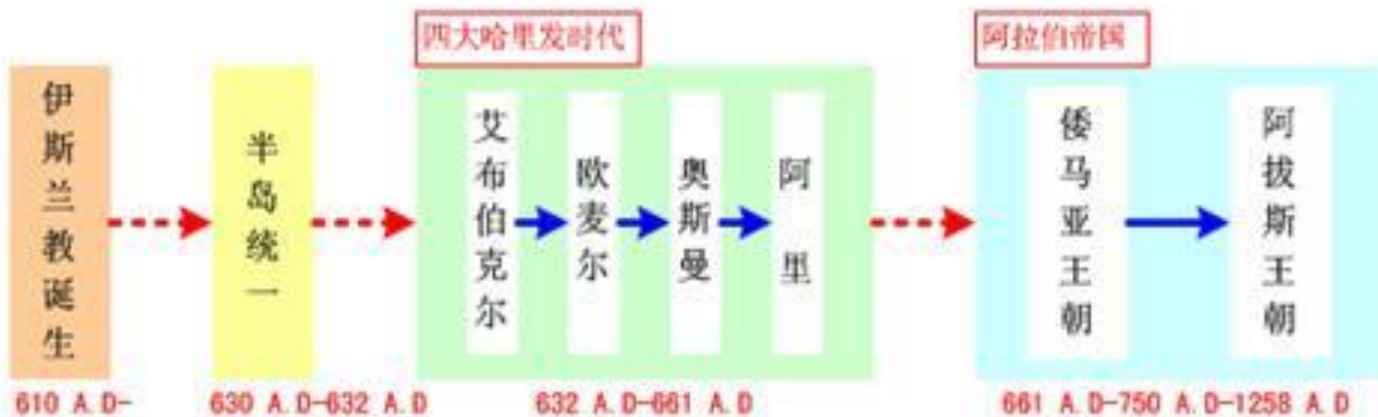 四大哈里发时代
阿拉伯帝国
伊斯兰教诞生
半岛统一
艾布伯克尔
欧麦尔
奥斯曼
阿里
倭马亚王朝
阿拔斯王朝
610 A.D-
630 A.D-632 A.D
632 A.D-661 A.D
661 A.D-750 A.D-1258 A.D